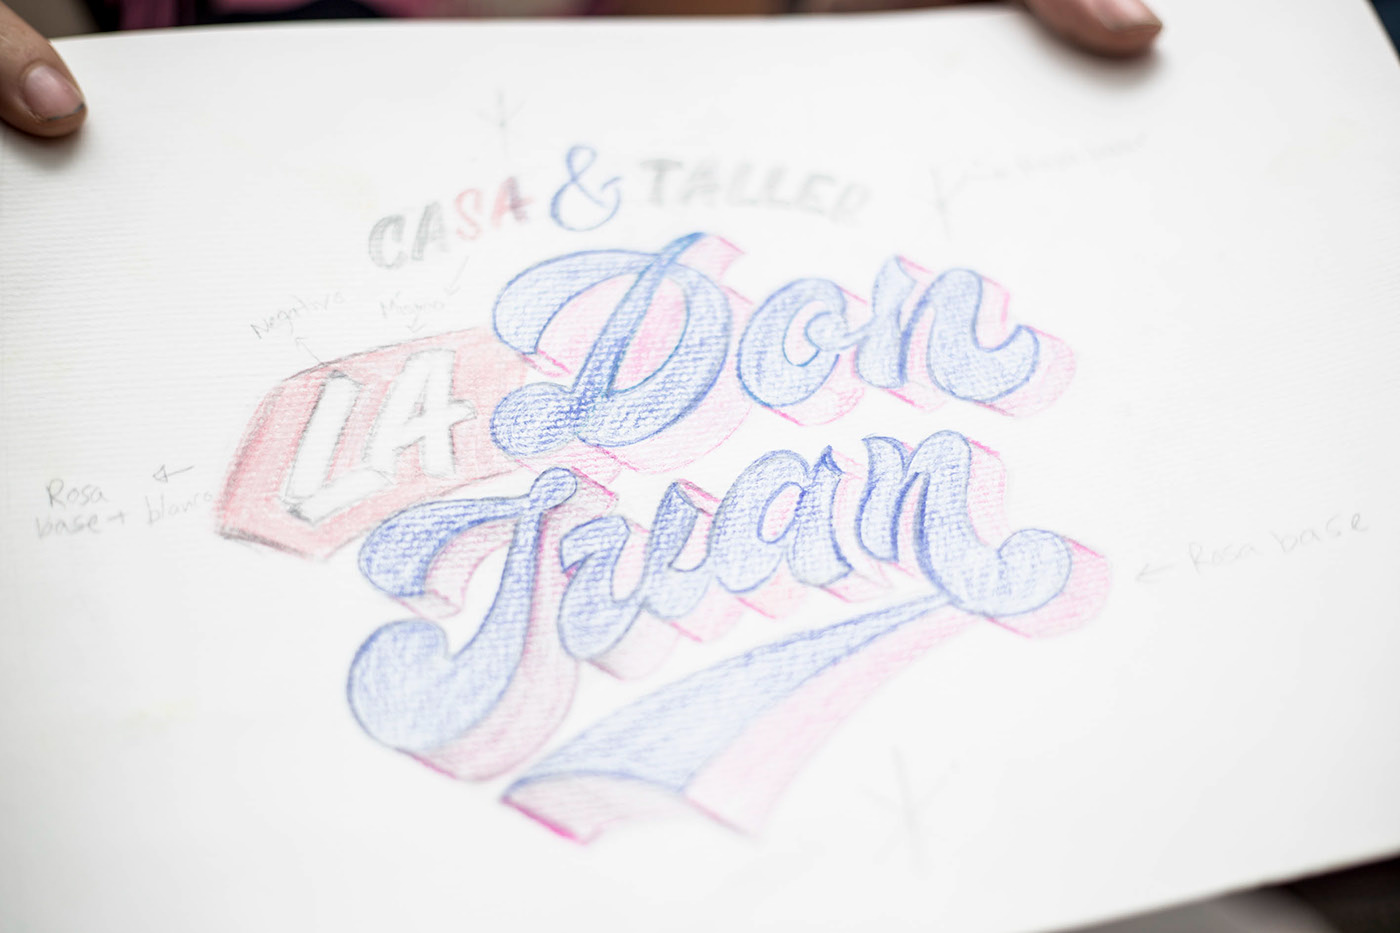 CASA & TALLER
Negativo
Mismo
LA
Don
Juan
Rosa
base + blanco
Rosa base